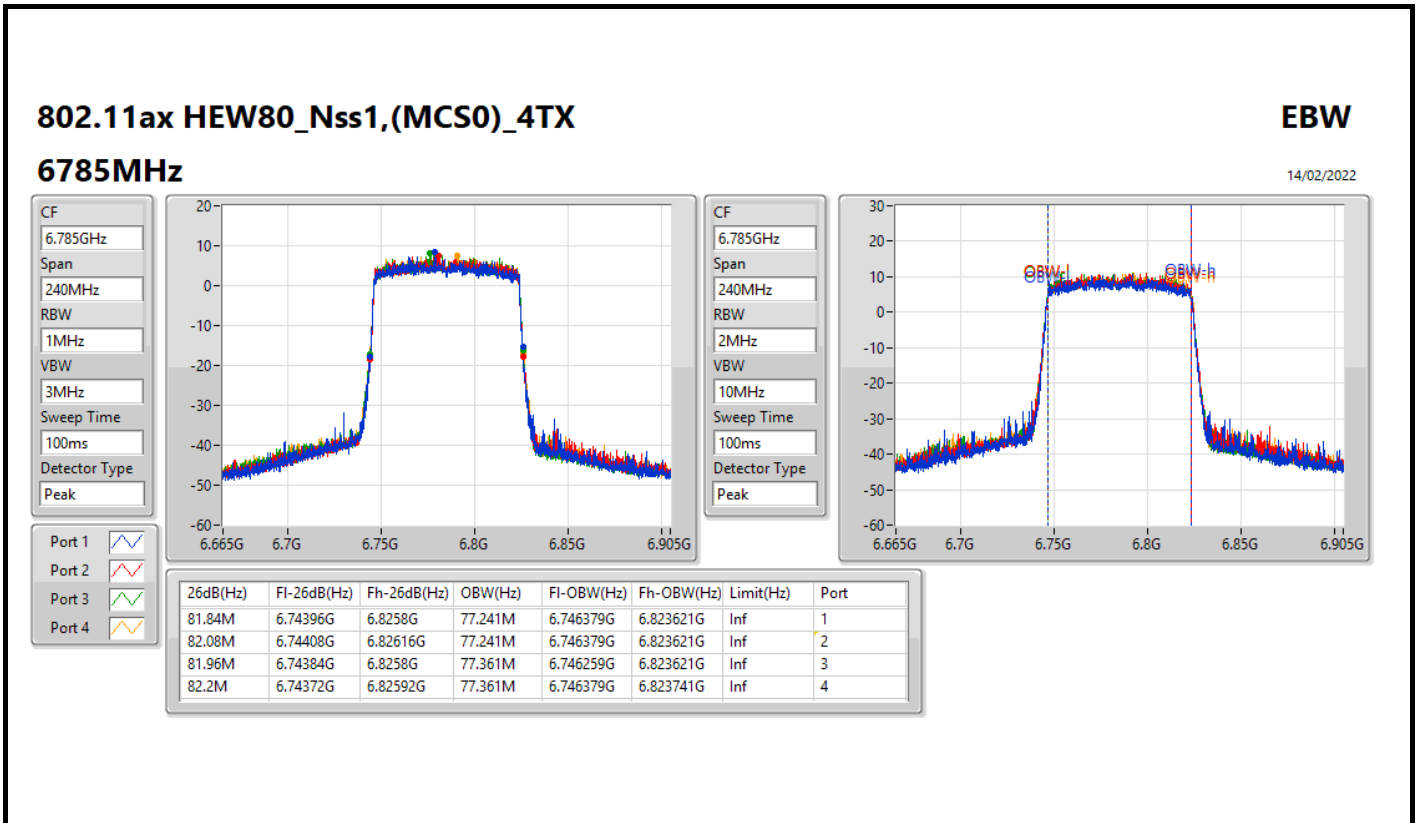 802.11ax HEW80_Nss1,(MCS0)_4TX
EBW
6785MHz
14/02/2022
CF
6.785GHz
Span
240MHz
RBW
1MHz
VBW
3MHz
Sweep Time
100ms
Detector Type
Peak
20
10
0
-10
-20
-30
-40
-50
-60
6.665G 6.7G 6.75G 6.8G 6.85G 6.905G
CF
6.785GHz
Span
240MHz
RBW
2MHz
VBW
10MHz
Sweep Time
100ms
Detector Type
Peak
30
20
10
0
-10
-20
-30
-40
-50
-60
OBW-l OBW-h
6.665G 6.7G 6.75G 6.8G 6.85G 6.905G
Port 1
Port 2
Port 3
Port 4
26dB(Hz) Fl-26dB(Hz) Fh-26dB(Hz) OBW(Hz) Fl-OBW(Hz) Fh-OBW(Hz) Limit(Hz) Port
81.84M 6.74396G 6.8258G 77.241M 6.746379G 6.823621G Inf 1
82.08M 6.74408G 6.82616G 77.241M 6.746379G 6.823621G Inf 2
81.96M 6.74384G 6.8258G 77.361M 6.746259G 6.823621G Inf 3
82.2M 6.74372G 6.82592G 77.361M 6.746379G 6.823741G Inf 4